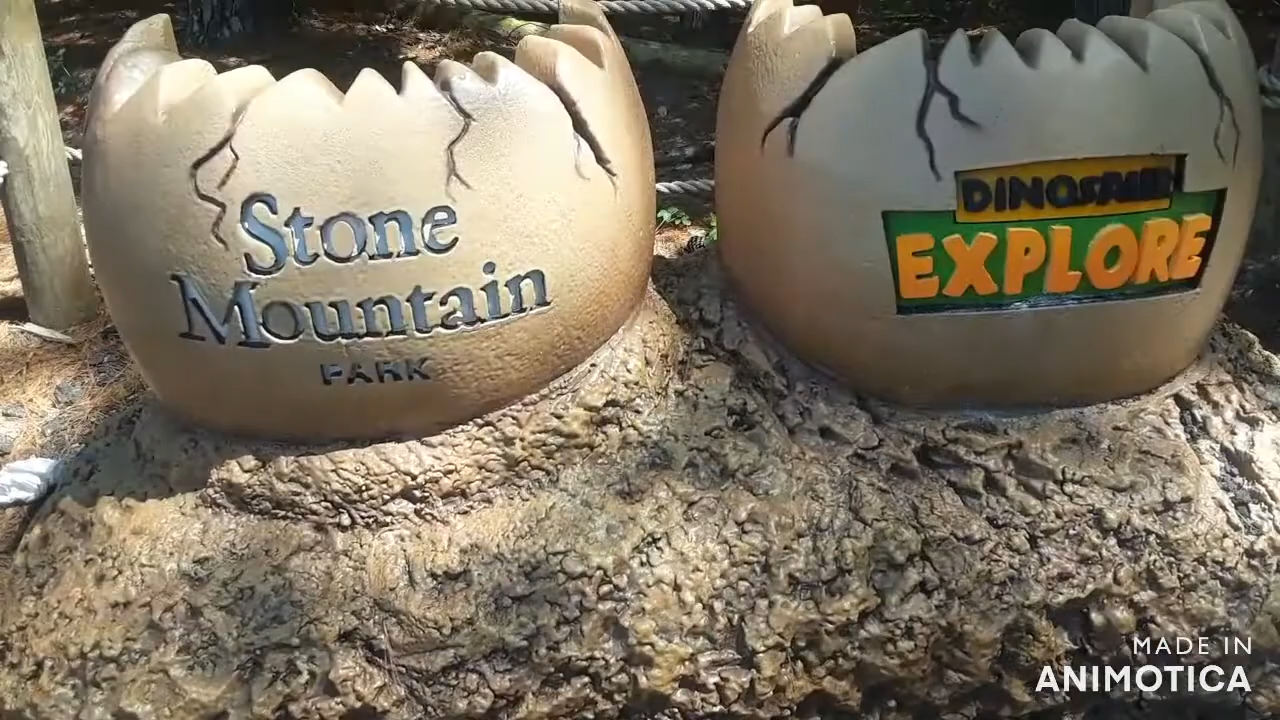 Stone
Mountain
PARK
DINOSAUR
EXPLORE
MADE IN
ANIMOTICA